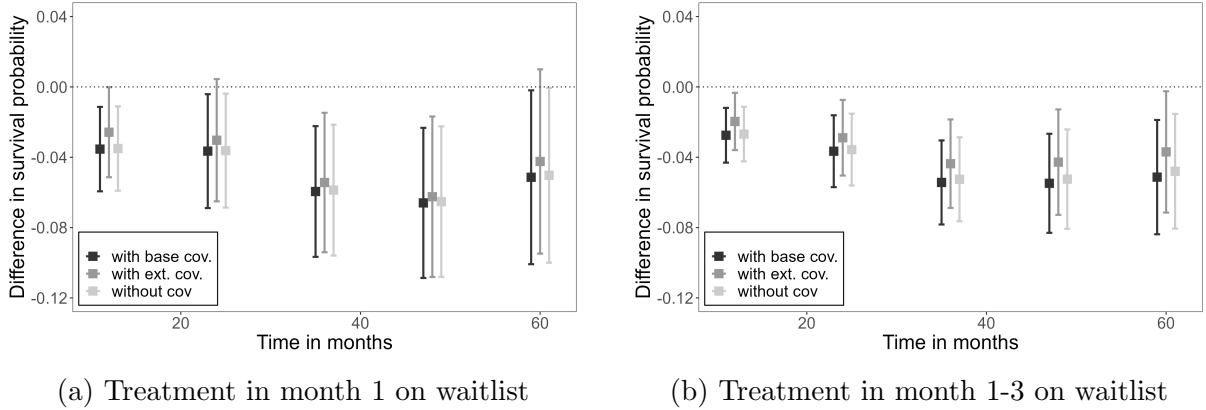 Difference in survival probability
0.04
0.00
-0.04
-0.08
-0.12
with base cov.
with ext. cov.
without cov
20
40
60
Time in months
(a) Treatment in month 1 on waitlist
Difference in survival probability
0.04
0.00
-0.04
-0.08
-0.12
with base cov.
with ext. cov.
without cov
20
40
60
Time in months
(b) Treatment in month 1-3 on waitlist